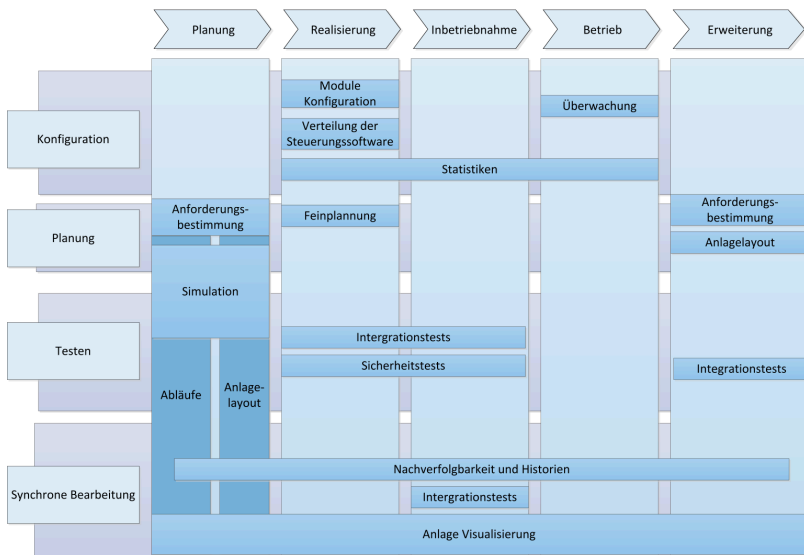 Planung
Realisierung
Inbetriebnahme
Betrieb
Erweiterung
Konfiguration
Module
Konfiguration
Verteilung der
Steuerungssoftware
Überwachung
Statistiken
Planung
Anforderungs-
bestimmung
Feinplannung
Anforderungs-
bestimmung
Anlagelayout
Simulation
Testen
Intergrationstests
Sicherheitstests
Integrationstests
Abläufe
Anlage-
layout
Synchrone Bearbeitung
Nachverfolgbarkeit und Historien
Intergrationstests
Anlage Visualisierung